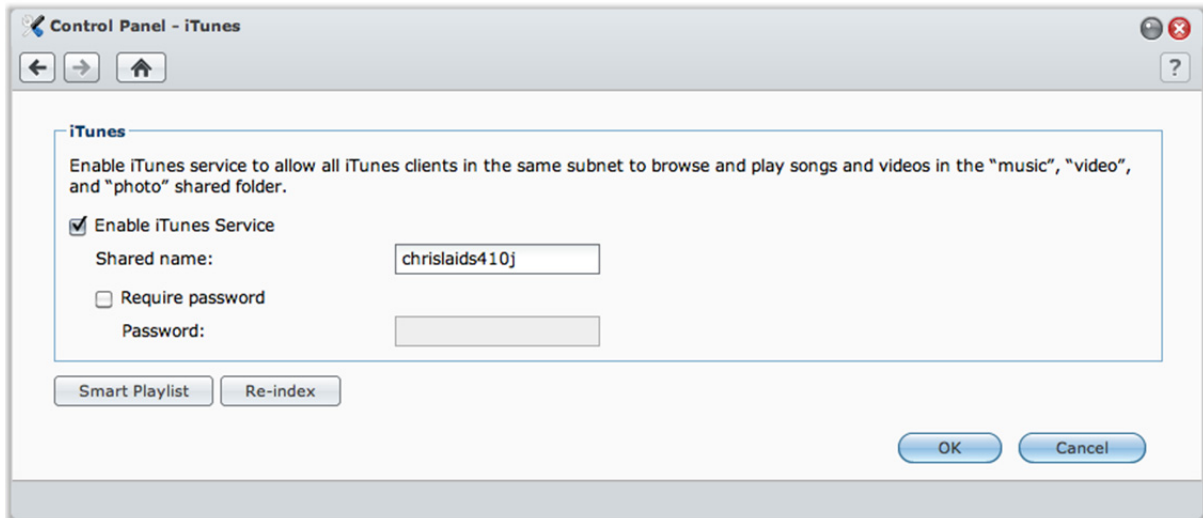 Control Panel - iTunes
?
iTunes
Enable iTunes service to allow all iTunes clients in the same subnet to browse and play songs and videos in the “music”, “video”,
and “photo” shared folder.
Enable iTunes Service
Shared name: chrislaids410j
Require password
Password:
Smart Playlist Re-index
OK Cancel